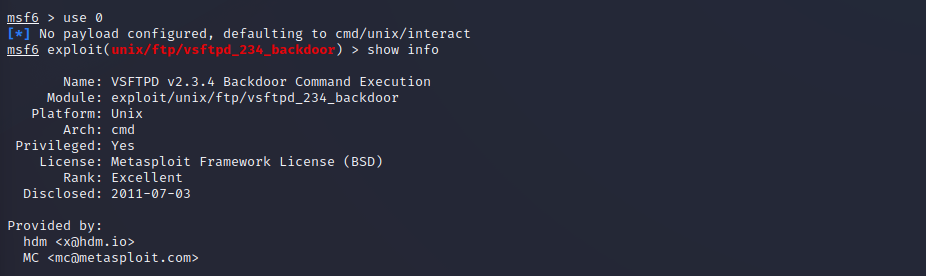 msf6 > use 0
[*] No payload configured, defaulting to cmd/unix/interact
msf6 exploit(unix/ftp/vsftpd_234_backdoor) > show info

       Name: VSFTPD v2.3.4 Backdoor Command Execution
     Module: exploit/unix/ftp/vsftpd_234_backdoor
   Platform: Unix
       Arch: cmd
 Privileged: Yes
    License: Metasploit Framework License (BSD)
       Rank: Excellent
  Disclosed: 2011-07-03

Provided by:
  hdm <x@hdm.io>
  MC <mc@metasploit.com>